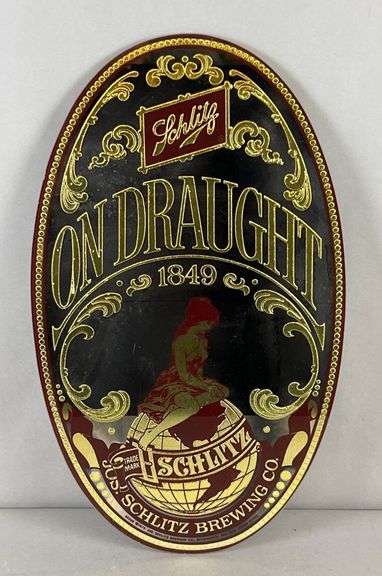 Schlitz
ON DRAUGHT
1849
TRADE
MARK
SCHLITZ
JOS. SCHLITZ BREWING CO.